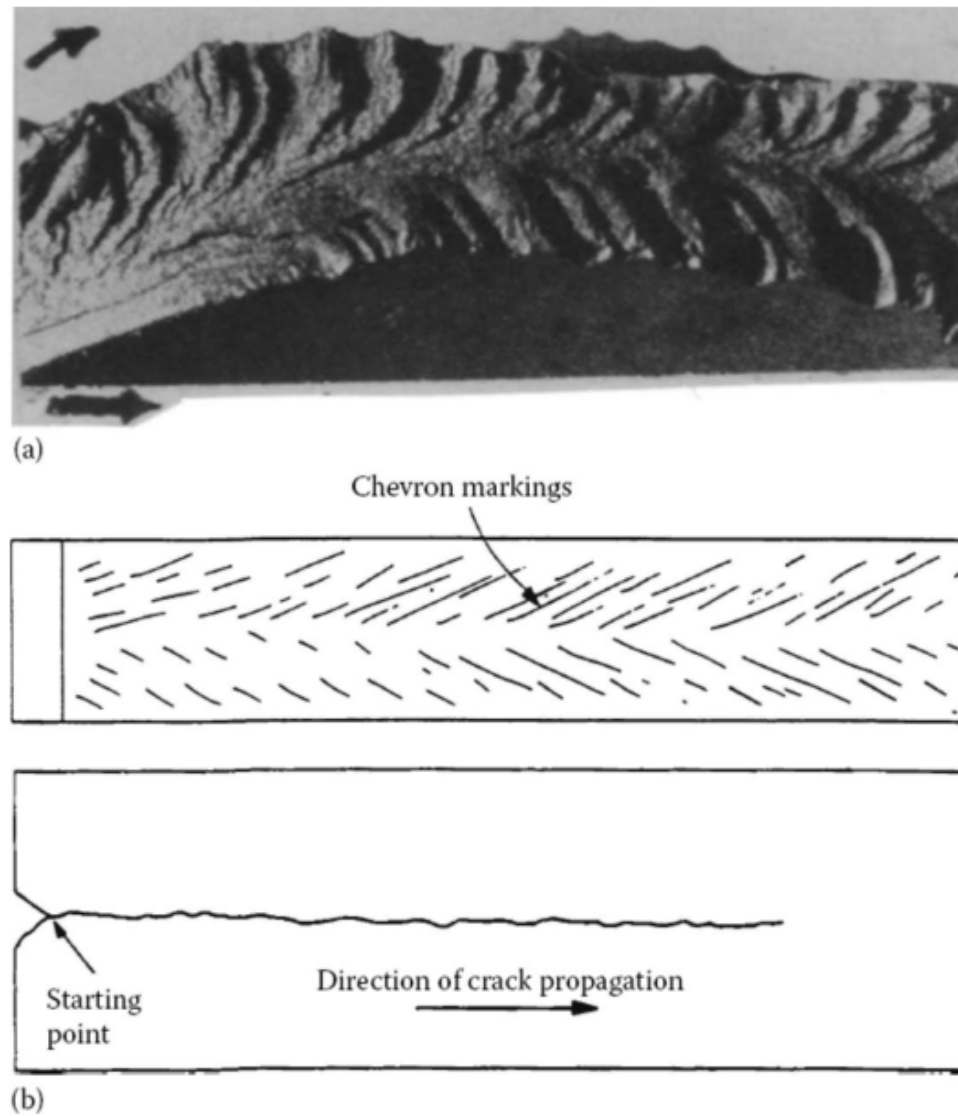 (a)
Chevron markings
Direction of crack propagation
Starting
point
(b)